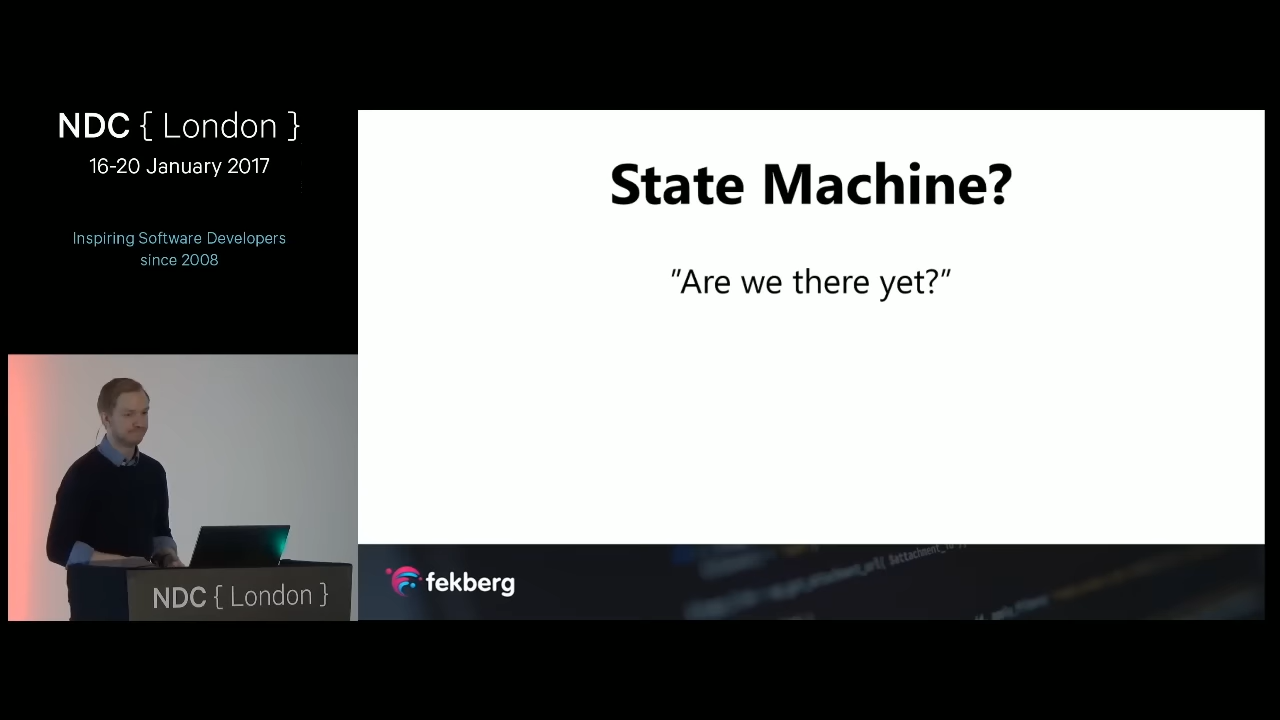 NDC { London }
16-20 January 2017
Inspiring Software Developers
since 2008
State Machine?
"Are we there yet?"
NDC { London }
fekberg